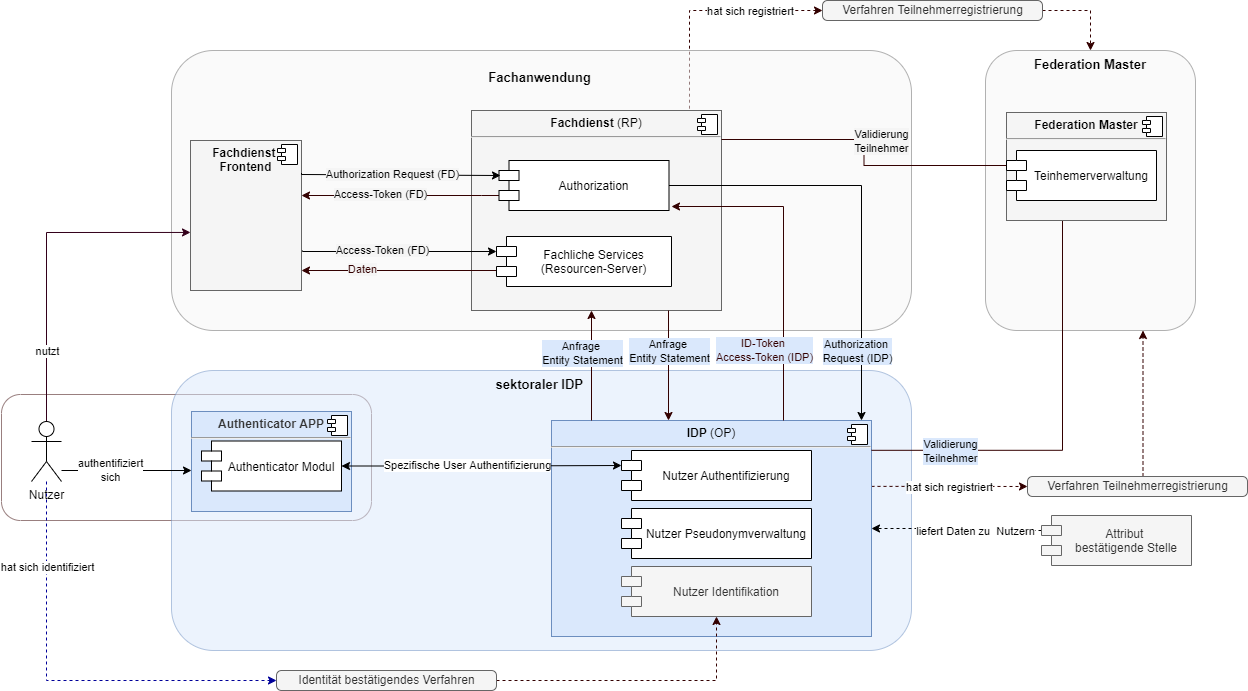 hat sich registriert
Verfahren Teilnehmerregistrierung
Fachanwendung
Federation Master
Fachdienst (RP)
Federation Master
Fachdienst
Frontend
Validierung
Teilnehmer
Authorization Request (FD)
Access-Token (FD)
Authorization
Teinhemerverwaltung
Access-Token (FD)
Daten
Fachliche Services
(Resourcen-Server)
nutzt
Anfrage
Entity Statement
Anfrage
Entity Statement
ID-Token
Access-Token (IDP)
Authorization
Request (IDP)
sektoraler IDP
Authenticator APP
IDP (OP)
Nutzer
authentifiziert
sich
Authenticator Modul
Spezifische User Authentifizierung
Nutzer Authentifizierung
Validierung
Teilnehmer
hat sich registriert
Verfahren Teilnehmerregistrierung
Nutzer Pseudonymverwaltung
liefert Daten zu Nutzern
Attribut
bestätigende Stelle
hat sich identifiziert
Nutzer Identifikation
Identität bestätigendes Verfahren